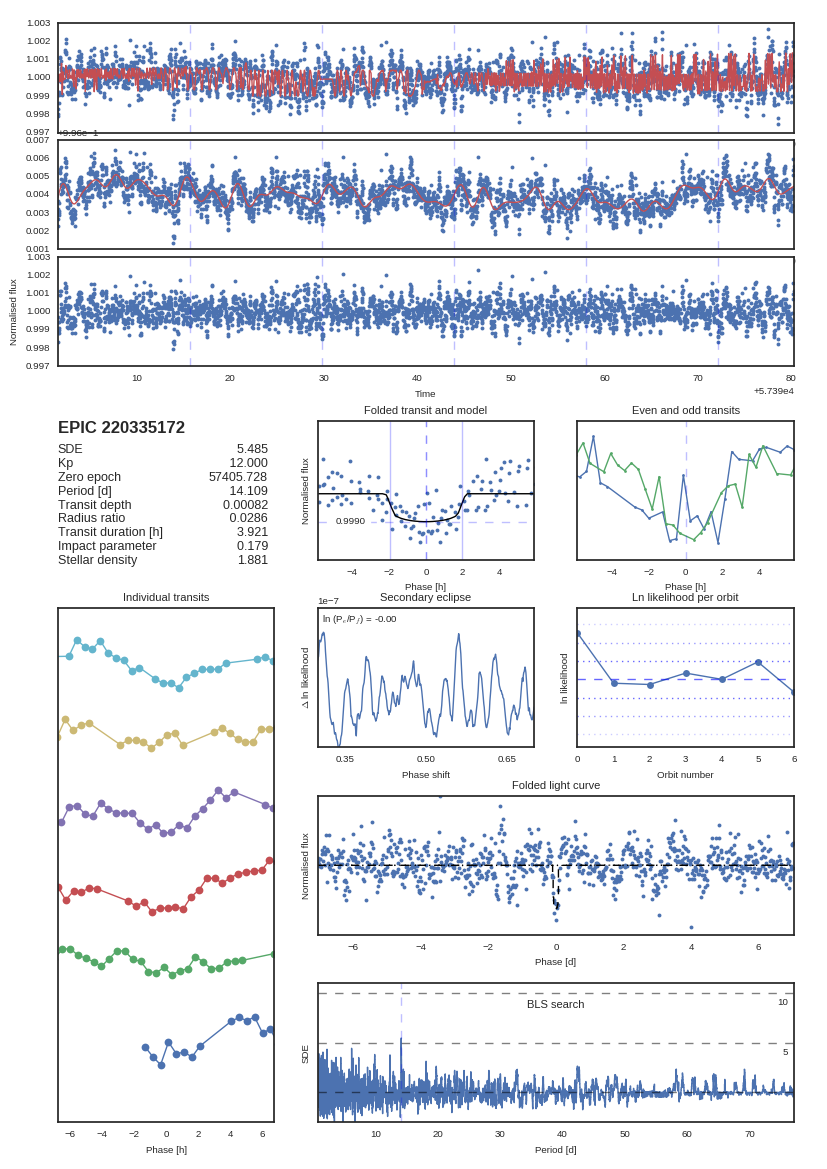 1.003
1.002
1.001
1.000
0.999
0.998
0.997
+9.96e-1
0.007
0.006
0.005
0.004
0.003
0.002
0.001
1.003
1.002
1.001
1.000
0.999
0.998
0.997
Normalised flux
10 20 30 40 50 60 70 80
Time
+5.739e4
EPIC 220335172
SDE 5.485
Kp 12.000
Zero epoch 57405.728
Period [d] 14.109
Transit depth 0.00082
Radius ratio 0.0286
Transit duration [h] 3.921
Impact parameter 0.179
Stellar density 1.881
Folded transit and model
Normalised flux
0.9990
−4 −2 0 2 4
Phase [h]
Even and odd transits
−4 −2 0 2 4
Phase [h]
Individual transits
−6 −4 −2 0 2 4 6
Phase [h]
Secondary eclipse
1e−7
ln (Pₑ/P𝑓) = -0.00
Δ ln likelihood
0.35 0.50 0.65
Phase shift
Ln likelihood per orbit
ln likelihood
0 1 2 3 4 5 6
Orbit number
Folded light curve
Normalised flux
−6 −4 −2 0 2 4 6
Phase [d]
BLS search
10
5
SDE
10 20 30 40 50 60 70
Period [d]